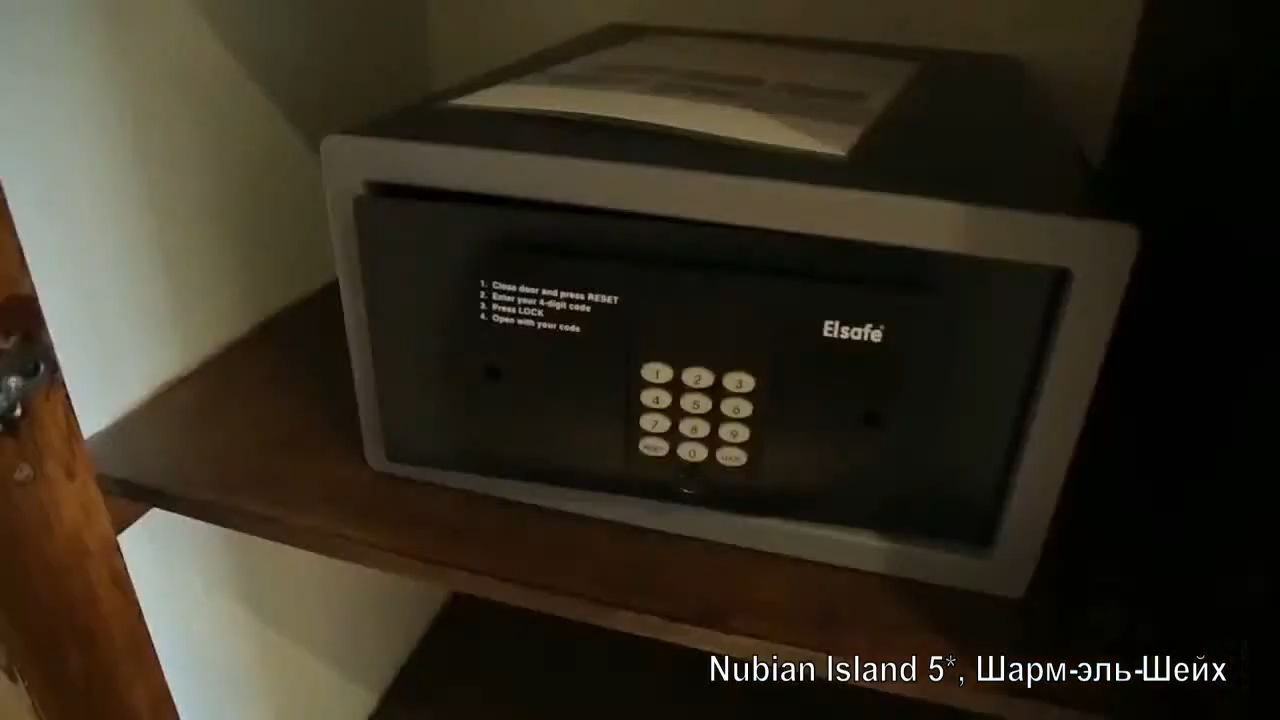 1. Close door and press RESET
2. Enter your 4-digit code
3. Press LOCK
4. Open with your code
Elsafe
1 2 3
4 5 6
7 8 9
RESET 0 LOCK
Nubian Island 5*, Шарм-эль-Шейх